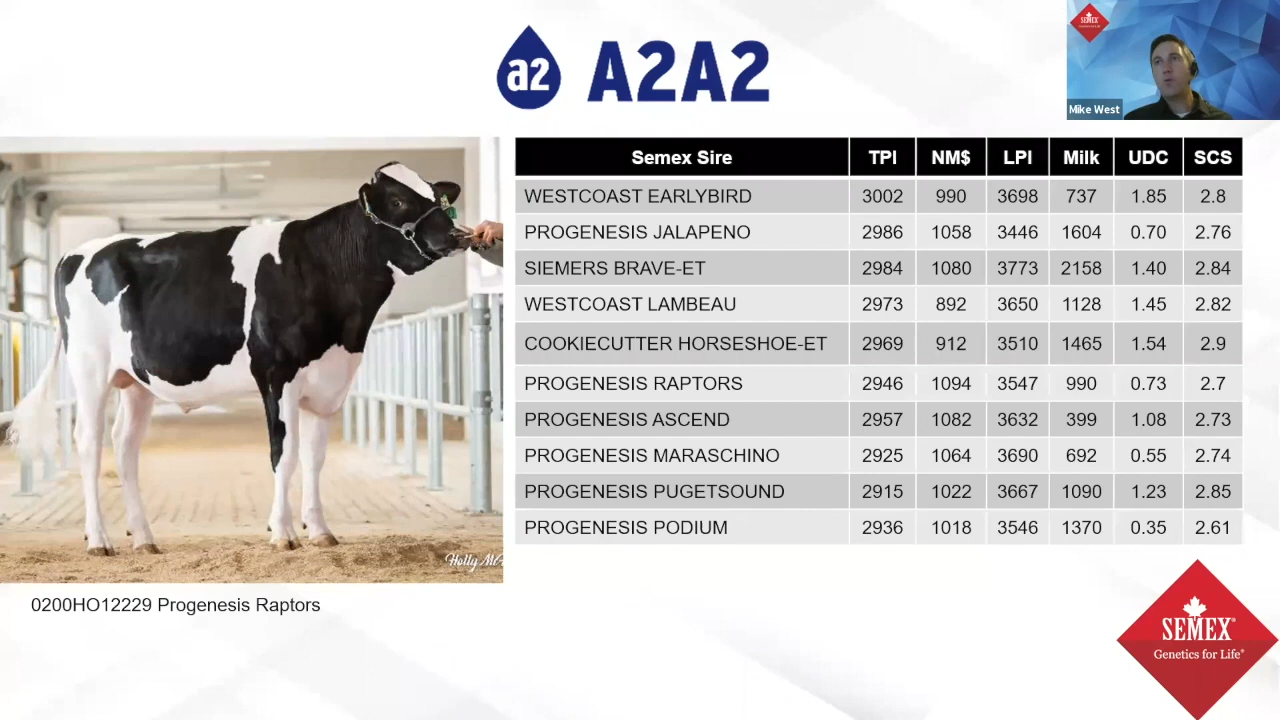 a2 A2A2
SEMEX
Mike West
Semex Sire TPI NM$ LPI Milk UDC SCS
WESTCOAST EARLYBIRD 3002 990 3698 737 1.85 2.8
PROGENESIS JALAPENO 2986 1058 3446 1604 0.70 2.76
SIEMERS BRAVE-ET 2984 1080 3773 2158 1.40 2.84
WESTCOAST LAMBEAU 2973 892 3650 1128 1.45 2.82
COOKIECUTTER HORSESHOE-ET 2969 912 3510 1465 1.54 2.9
PROGENESIS RAPTORS 2946 1094 3547 990 0.73 2.7
PROGENESIS ASCEND 2957 1082 3632 399 1.08 2.73
PROGENESIS MARASCHINO 2925 1064 3690 692 0.55 2.74
PROGENESIS PUGETSOUND 2915 1022 3667 1090 1.23 2.85
PROGENESIS PODIUM 2936 1018 3546 1370 0.35 2.61
Holly
0200HO12229 Progenesis Raptors
SEMEX®
Genetics for Life®